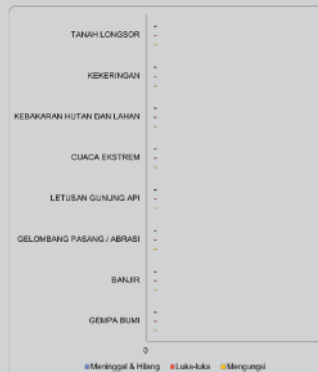 TANAH LONGSOR
KEKERINGAN
KEBAKARAN HUTAN DAN LAHAN
CUACA EKSTREM
LETUSAN GUNUNG API
GELOMBANG PASANG / ABRASI
BANJIR
GEMPA BUMI
0
Meninggal & Hilang Luka-luka Mengungsi